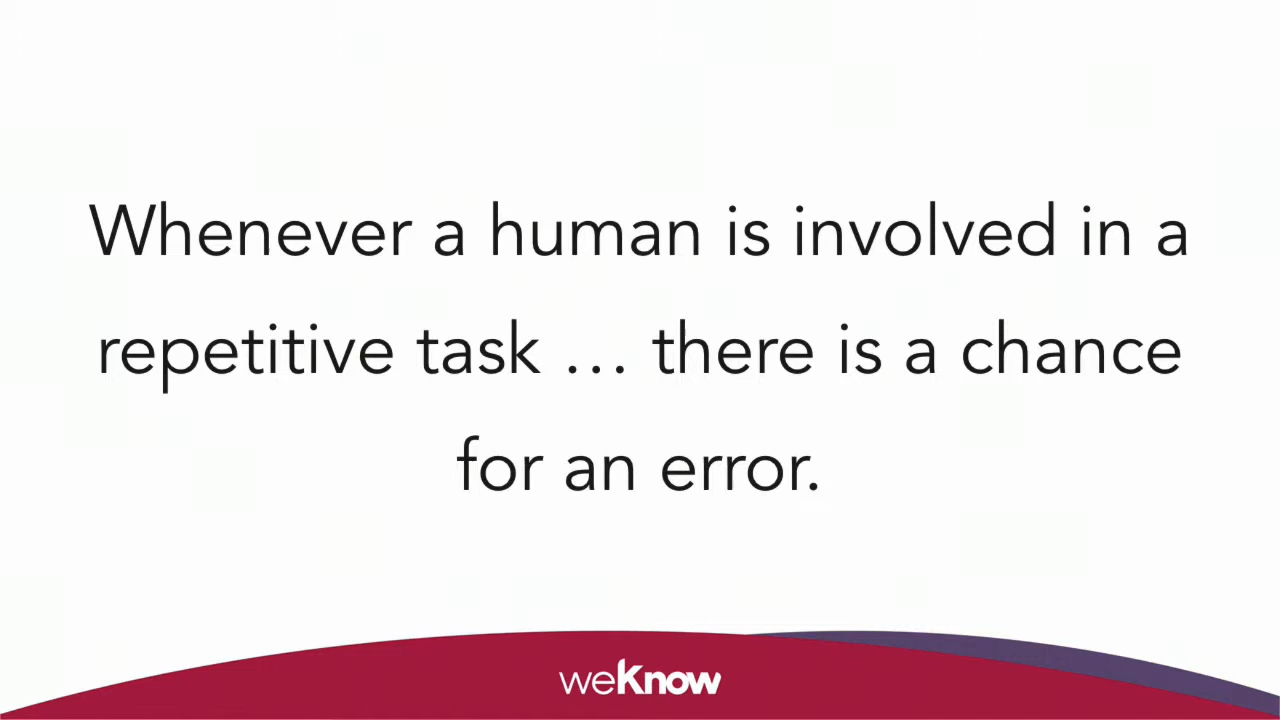 Whenever a human is involved in a
repetitive task … there is a chance
for an error.
weKnow